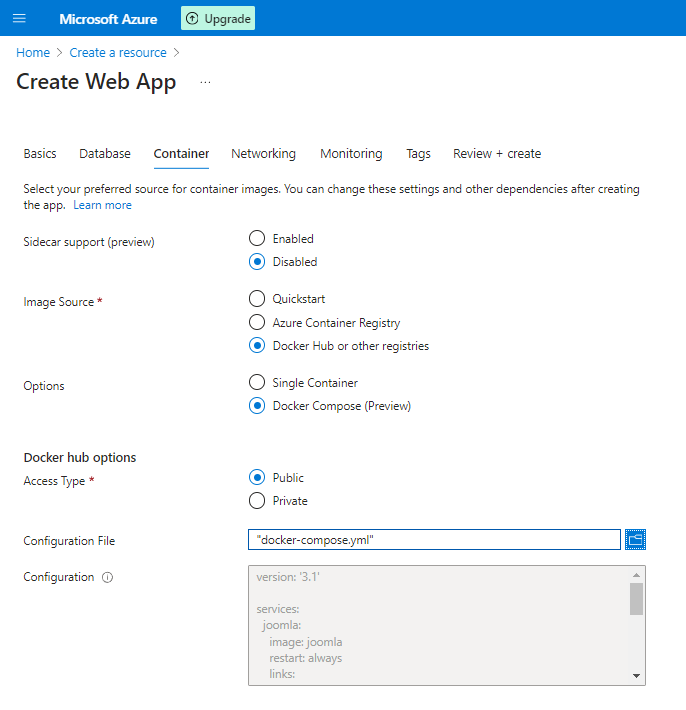 Microsoft Azure
Upgrade
Home > Create a resource >
Create Web App ...
Basics Database Container Networking Monitoring Tags Review + create
Select your preferred source for container images. You can change these settings and other dependencies after creating
the app. Learn more
Sidecar support (preview)
Enabled
Disabled
Image Source *
Quickstart
Azure Container Registry
Docker Hub or other registries
Options
Single Container
Docker Compose (Preview)
Docker hub options
Access Type *
Public
Private
Configuration File
"docker-compose.yml"
Configuration
version: '3.1'
services:
joomla:
image: joomla
restart: always
links: